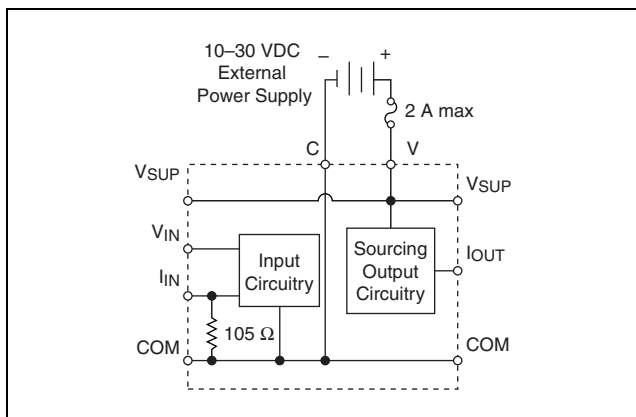 10–30 VDC
External
Power Supply
– +
2 A max
C V
VSUP VSUP
VIN
IIN
Input
Circuitry
Sourcing
Output
Circuitry
IOUT
105 Ω
COM COM